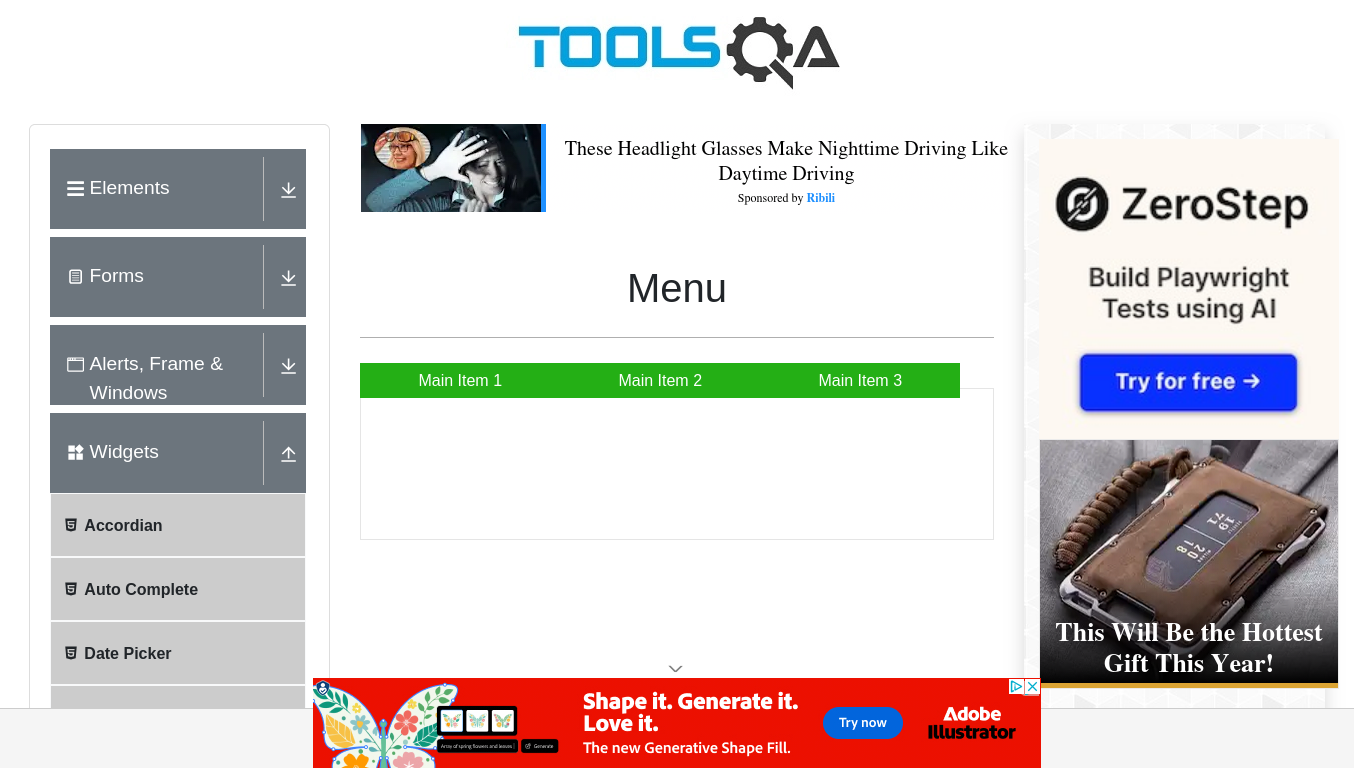 TOOLSQA
Elements
Forms
Alerts, Frame &
Windows
Widgets
Accordian
Auto Complete
Date Picker
These Headlight Glasses Make Nighttime Driving Like
Daytime Driving
Sponsored by Ribili
Menu
Main Item 1
Main Item 2
Main Item 3
ZeroStep
Build Playwright
Tests using AI
Try for free →
1971
2018
This Will Be the Hottest
Gift This Year!
Array of spring flowers and leaves
Generate
Shape it. Generate it.
Love it.
The new Generative Shape Fill.
Try now
Adobe
Illustrator